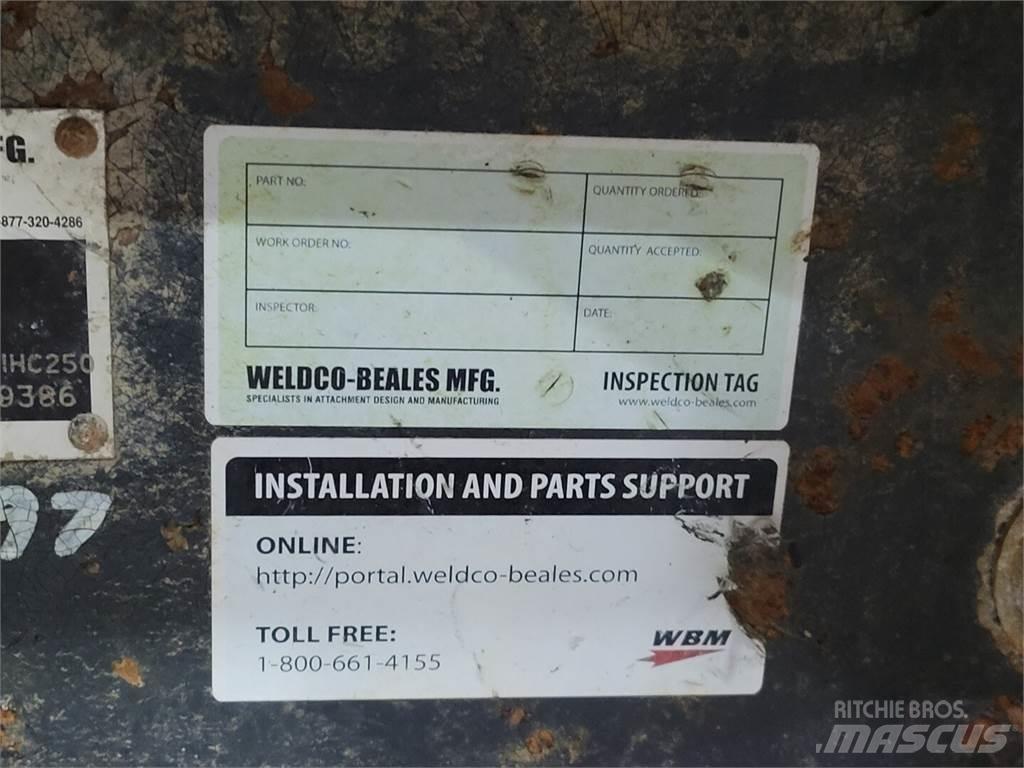 FG.
877-320-4286
HC250
9386
07
PART NO:
QUANTITY ORDERED:
WORK ORDER NO:
QUANTITY ACCEPTED:
INSPECTOR:
DATE:
WELDCO-BEALES MFG.
SPECIALISTS IN ATTACHMENT DESIGN AND MANUFACTURING
INSPECTION TAG
www.weldco-beales.com
INSTALLATION AND PARTS SUPPORT
ONLINE:
http://portal.weldco-beales.com
TOLL FREE:
1-800-661-4155
WBM
RITCHIE BROS.
MASCUS